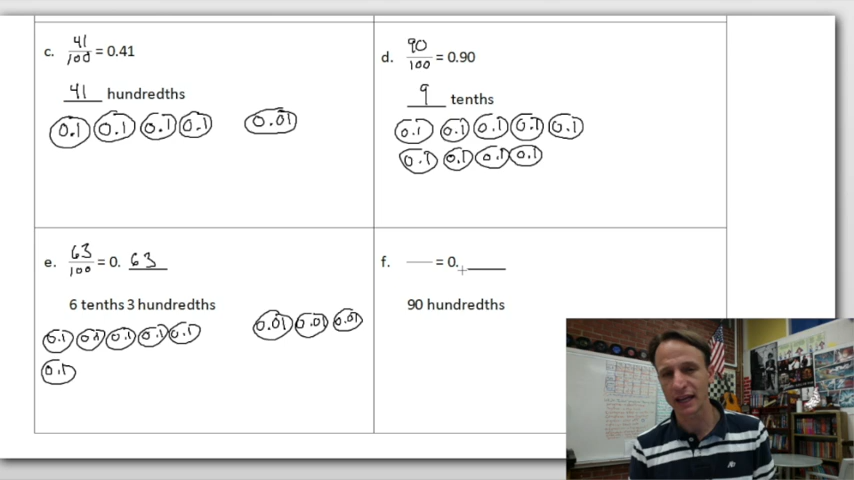 c. 41/100 = 0.41
41 hundredths
0.1 0.1 0.1 0.1 0.01
d. 90/100 = 0.90
9 tenths
0.1 0.1 0.1 0.1 0.1
0.1 0.1 0.1 0.1
e. 63/100 = 0. 63
6 tenths 3 hundredths
0.1 0.1 0.1 0.1 0.1 0.01 0.01 0.01
0.1
f. = 0.
90 hundredths